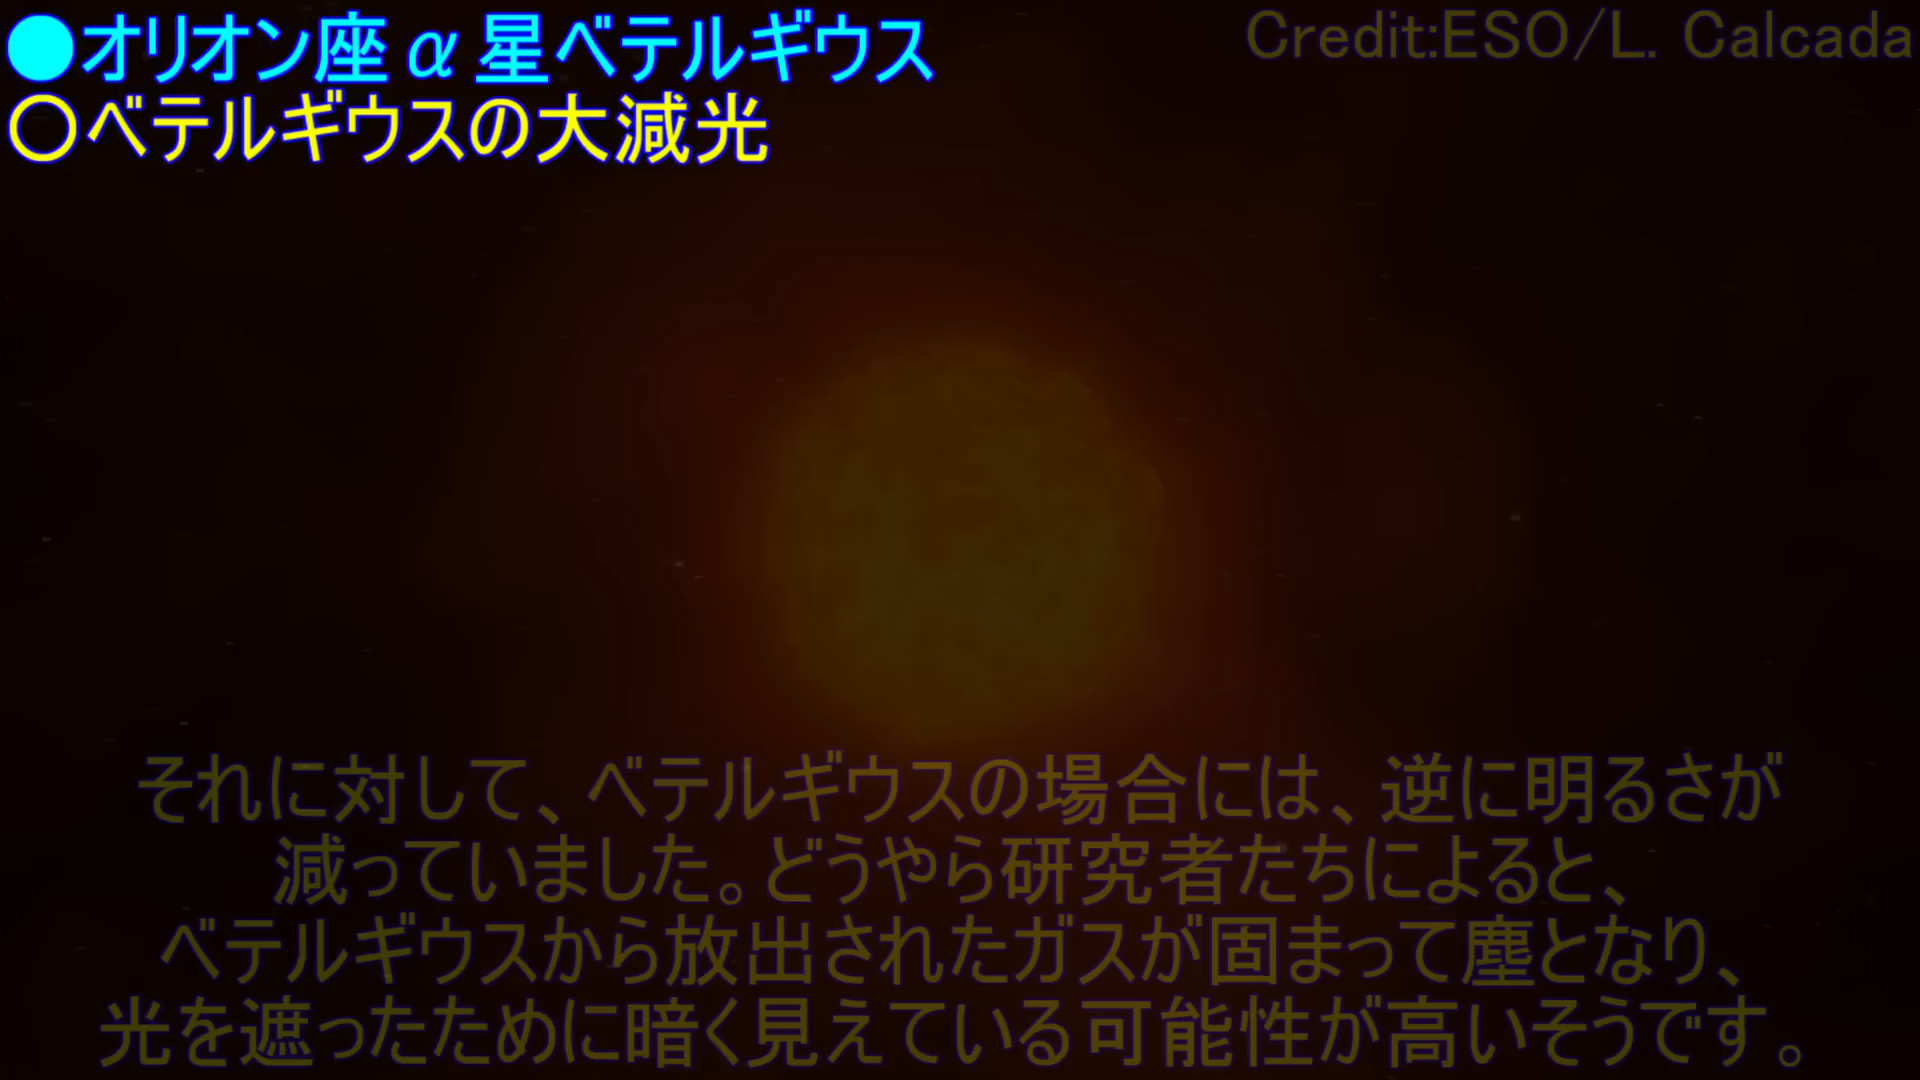 ●オリオン座α星ベテルギウス
Credit:ESO/L. Calcada
〇ベテルギウスの大減光
それに対して、ベテルギウスの場合には、逆に明るさが
減っていました。どうやら研究者たちによると、
ベテルギウスから放出されたガスが固まって塵となり、
光を遮ったために暗く見えている可能性が高いそうです。